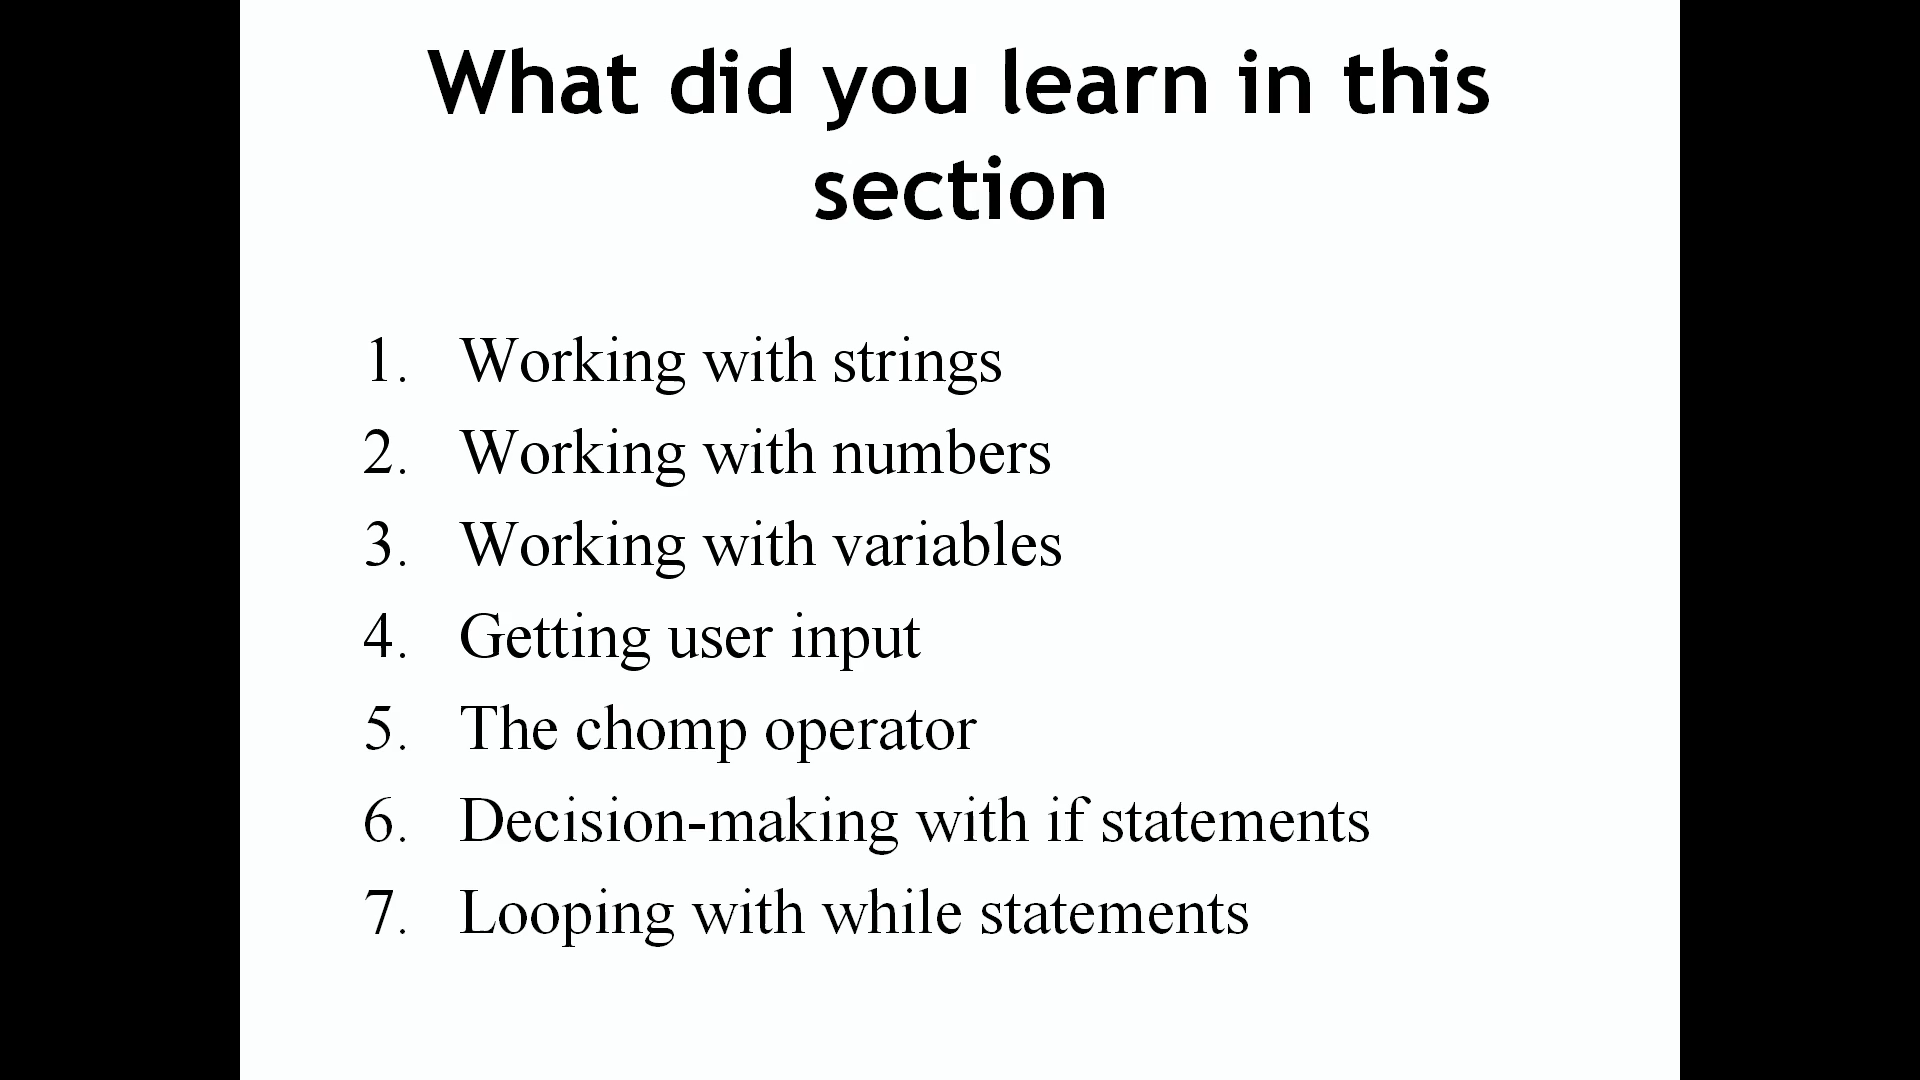 What did you learn in this
section
1. Working with strings
2. Working with numbers
3. Working with variables
4. Getting user input
5. The chomp operator
6. Decision-making with if statements
7. Looping with while statements